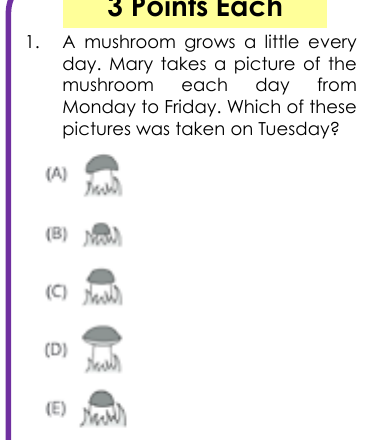 3 Points Each
1. A mushroom grows a little every
day. Mary takes a picture of the
mushroom each day from
Monday to Friday. Which of these
pictures was taken on Tuesday?
(A)
(B)
(C)
(D)
(E)